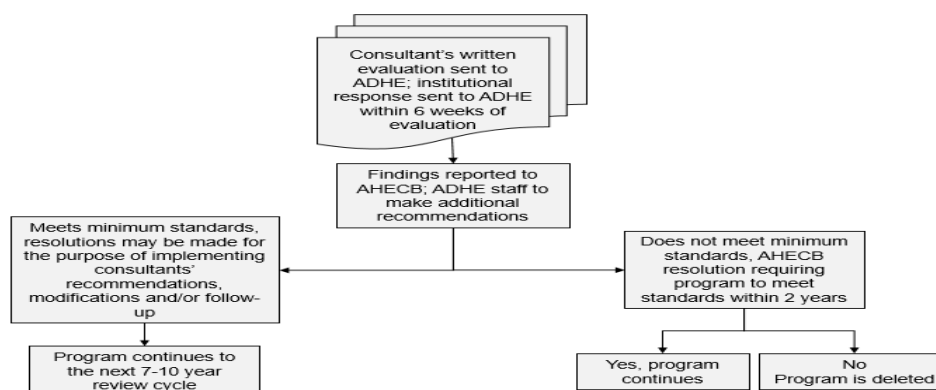 Consultant's written
evaluation sent to
ADHE; institutional
response sent to ADHE
within 6 weeks of
evaluation
Findings reported to
AHECB; ADHE staff to
make additional
recommendations
Meets minimum standards,
resolutions may be made for
the purpose of implementing
consultants'
recommendations,
modifications and/or follow-
up
Does not meet minimum
standards, AHECB
resolution requiring
program to meet
standards within 2 years
Program continues to
the next 7-10 year
review cycle
Yes, program
continues
No
Program is deleted